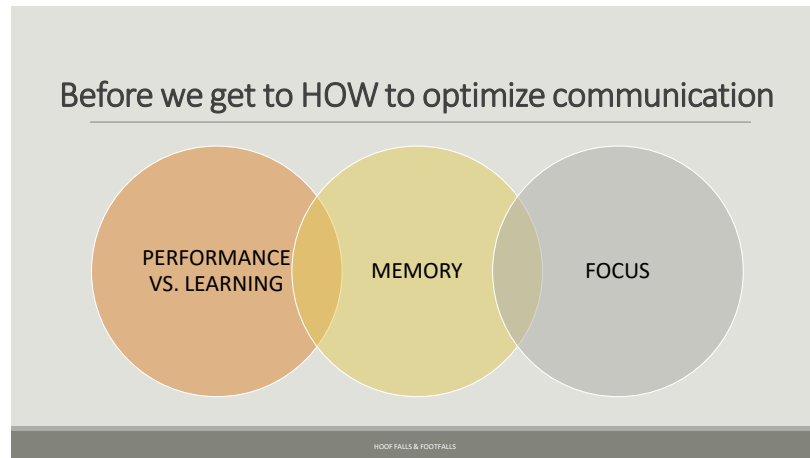 Before we get to HOW to optimize communication
PERFORMANCE
VS. LEARNING
MEMORY
FOCUS
HOOF FALLS & FOOTFALLS